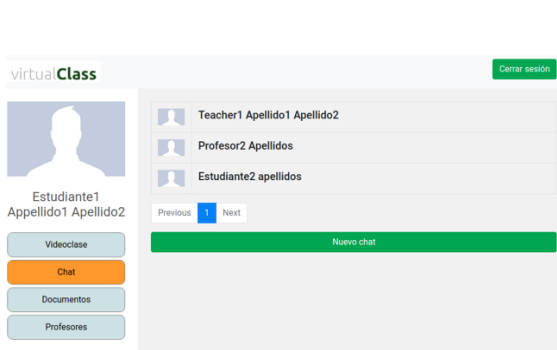 virtualClass
Cerrar sesión
Estudiante1
Appellido1 Apellido2
Videoclase
Chat
Documentos
Profesores
Teacher1 Apellido1 Apellido2
Profesor2 Apellidos
Estudiante2 apellidos
Previous 1 Next
Nuevo chat